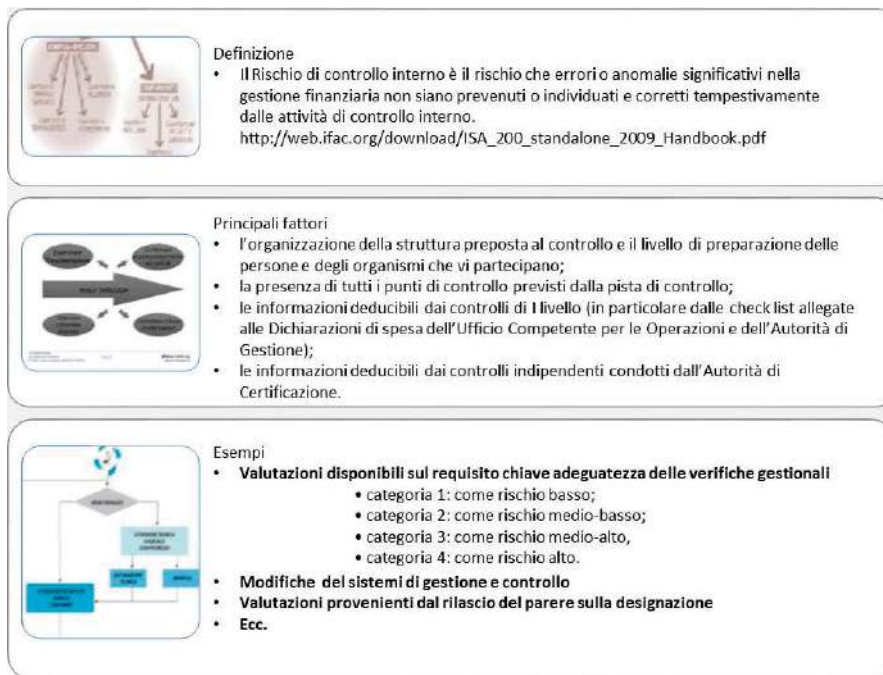 Definizione
• Il Rischio di controllo interno è il rischio che errori o anomalie significativi nella
gestione finanziaria non siano prevenuti o individuati e corretti tempestivamente
dalle attività di controllo interno.
http://web.ifac.org/download/ISA_200_standalone_2009_Handbook.pdf
Principali fattori
• l'organizzazione della struttura preposta al controllo e il livello di preparazione delle
persone e degli organismi che vi partecipano;
• la presenza di tutti i punti di controllo previsti dalla pista di controllo;
• le informazioni deducibili dai controlli di I livello (in particolare dalle check list allegate
alle Dichiarazioni di spesa dell'Ufficio Competente per le Operazioni e dell'Autorità di
Gestione);
• le informazioni deducibili dai controlli indipendenti condotti dall'Autorità di
Certificazione.
Esempi
• Valutazioni disponibili sul requisito chiave adeguatezza delle verifiche gestionali
• categoria 1: come rischio basso;
• categoria 2: come rischio medio-basso;
• categoria 3: come rischio medio-alto,
• categoria 4: come rischio alto.
• Modifiche del sistemi di gestione e controllo
• Valutazioni provenienti dal rilascio del parere sulla designazione
• Ecc.